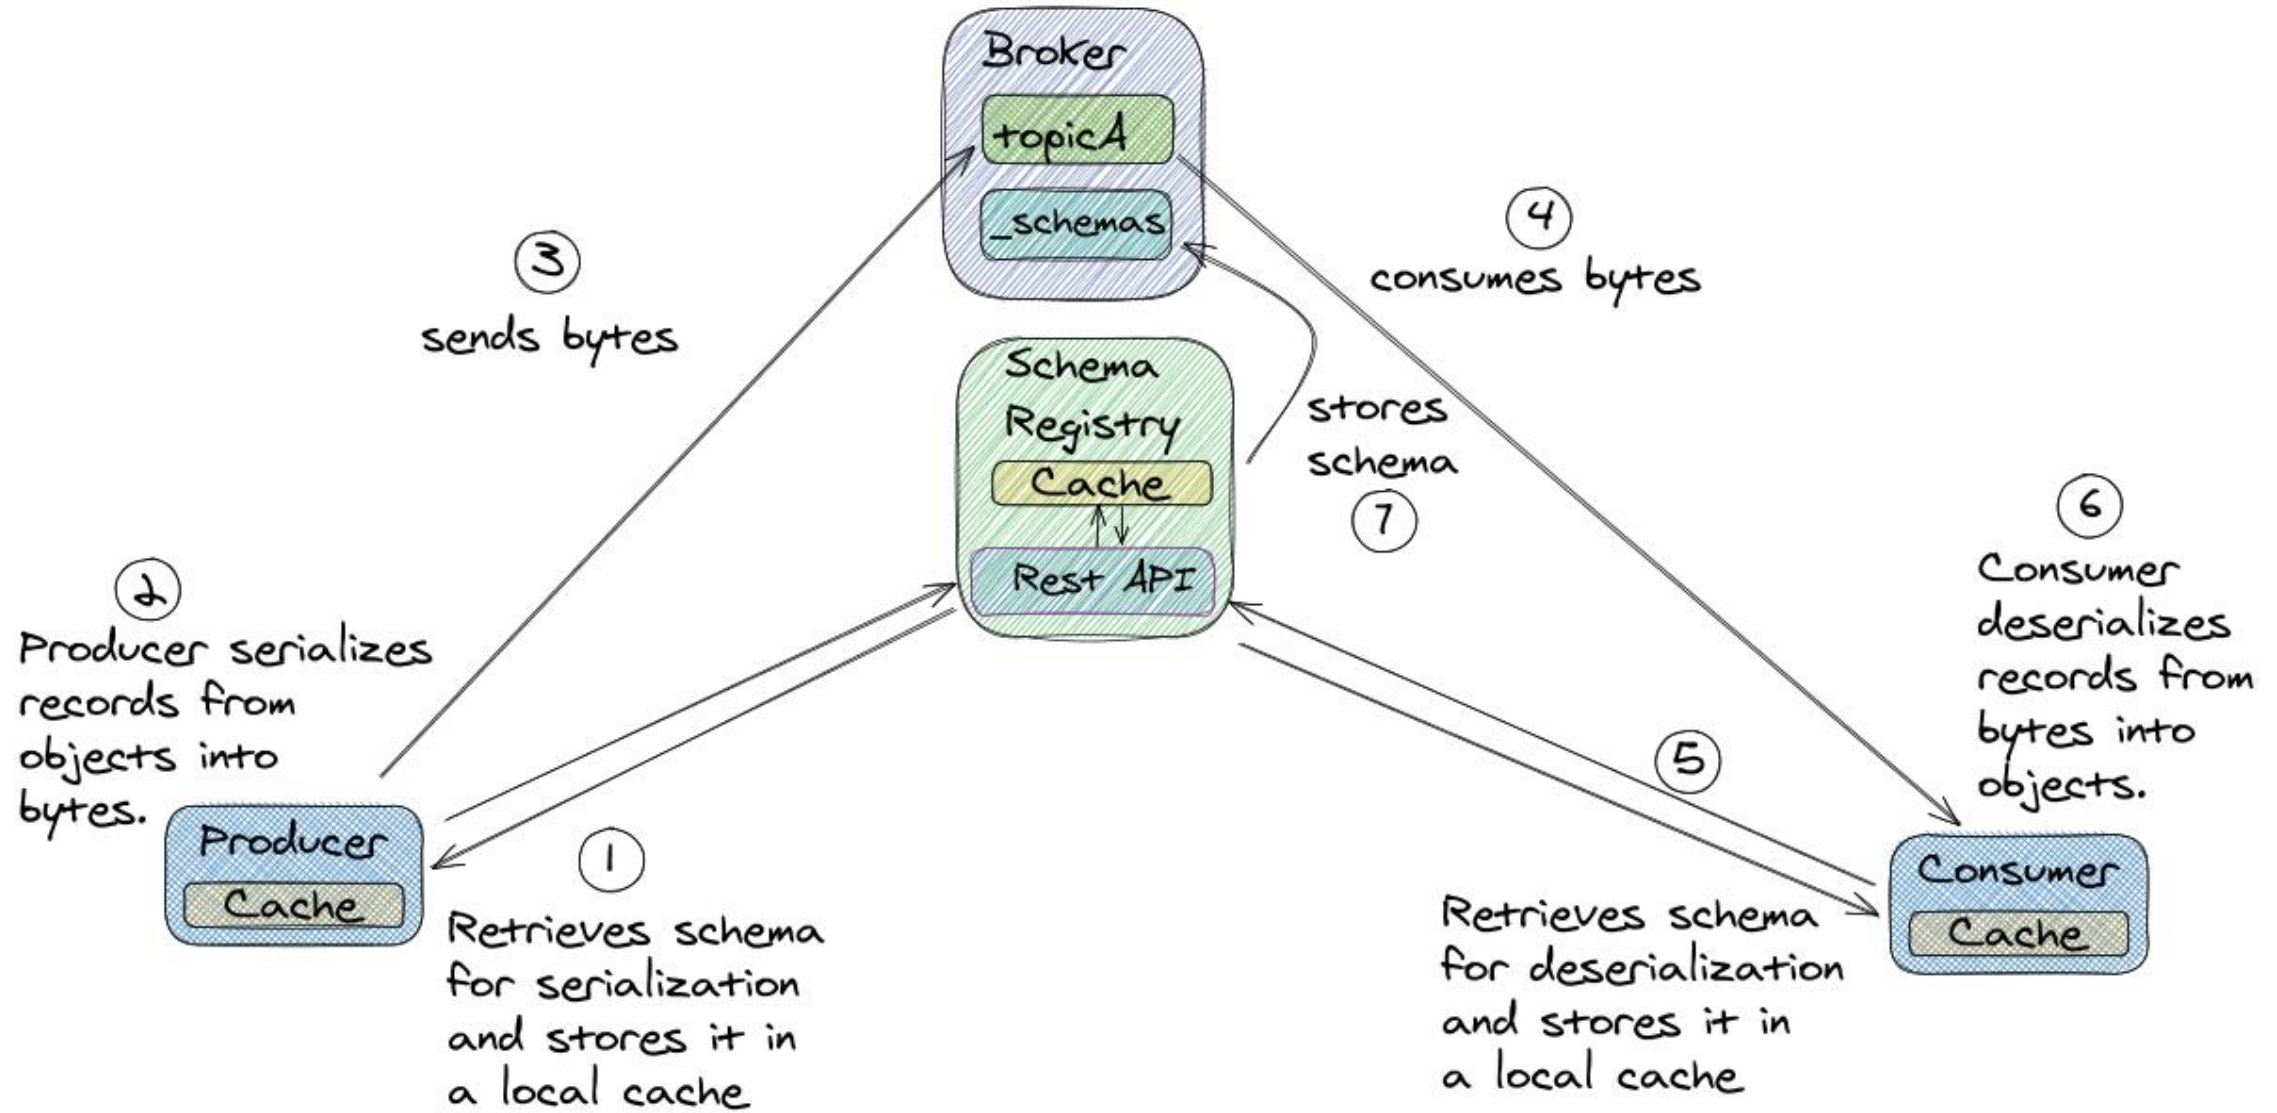 Broker
topicA
_schemas
3
sends bytes
4
consumes bytes
Schema
Registry
Cache
Rest API
stores
schema
7
2
Producer serializes
records from
objects into
bytes.
Producer
Cache
1
Retrieves schema
for serialization
and stores it in
a local cache
5
Retrieves schema
for deserialization
and stores it in
a local cache
6
Consumer
deserializes
records from
bytes into
objects.
Consumer
Cache